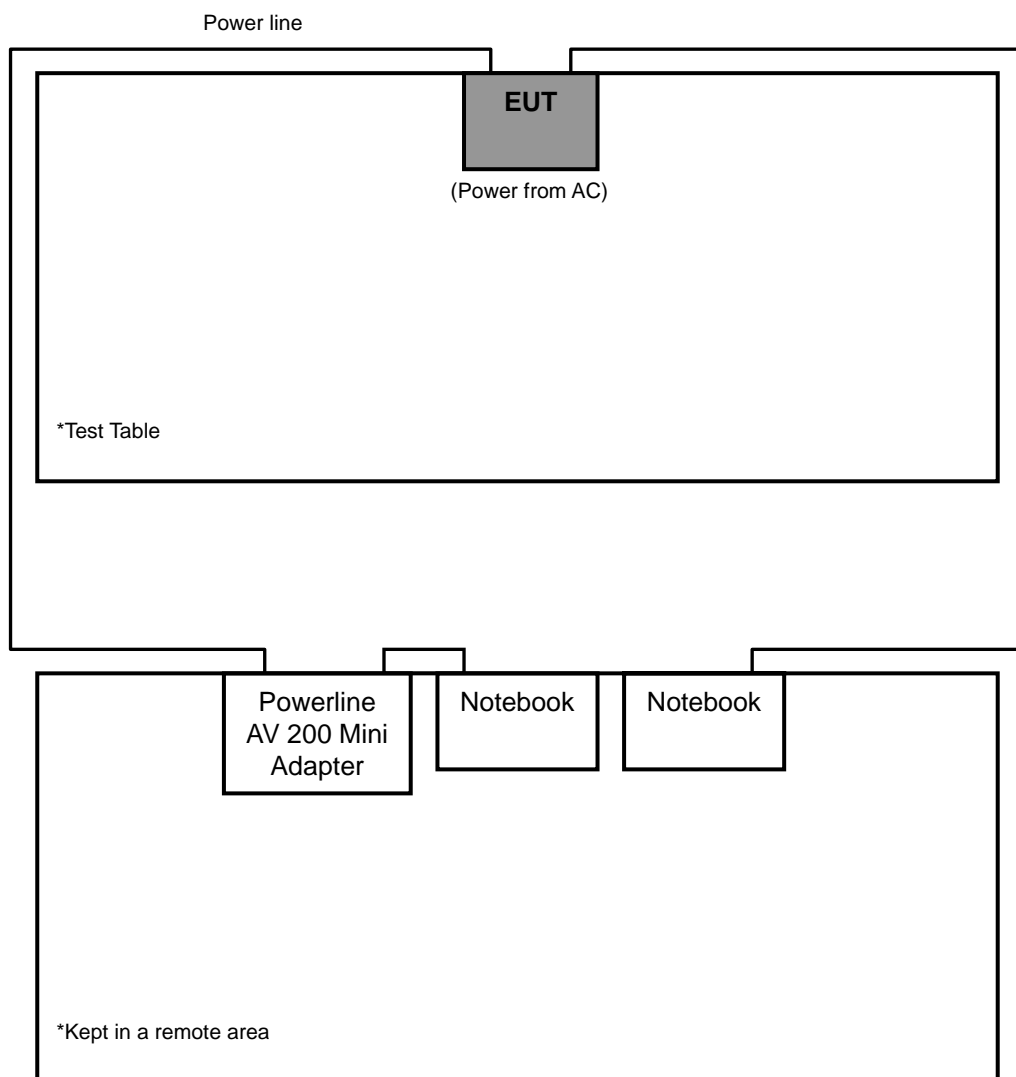 Power line
EUT
(Power from AC)
*Test Table
Powerline
AV 200 Mini
Adapter
Notebook
Notebook
*Kept in a remote area